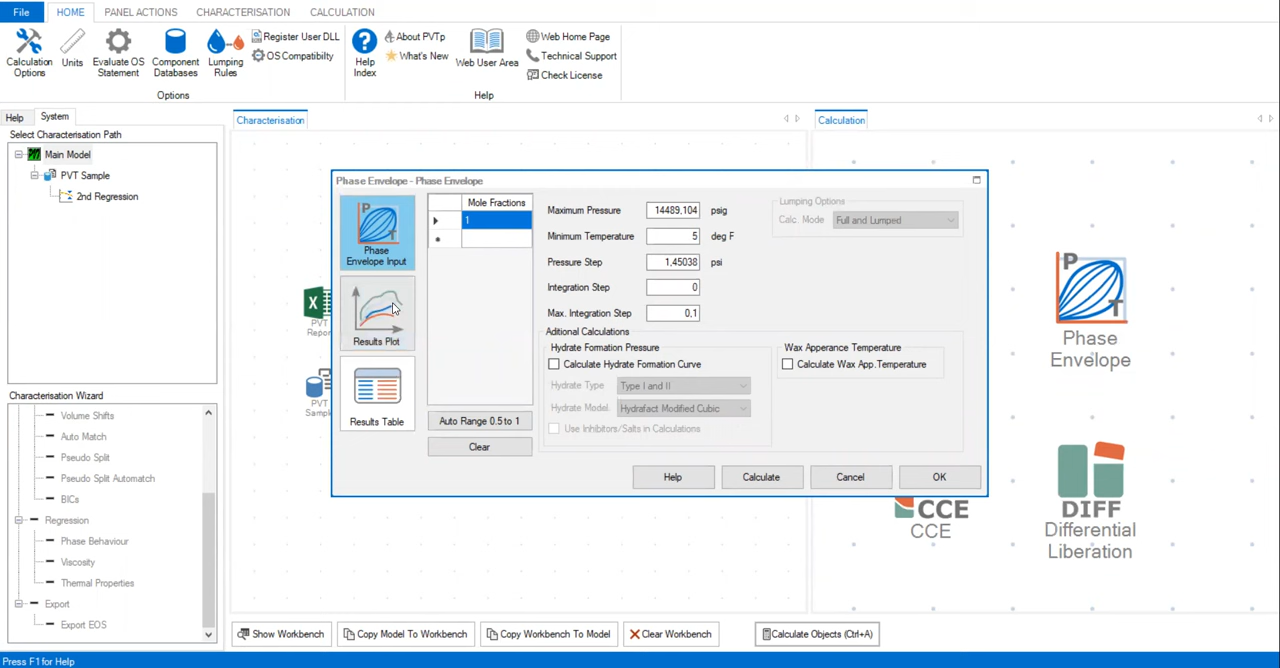 File
HOME
PANEL ACTIONS
CHARACTERISATION
CALCULATION
Calculation
Options
Units
Evaluate OS
Statement
Component
Databases
Lumping
Rules
Register User DLL
OS Compatibilty
Options
Help
Index
About PVTp
What's New
Web User Area
Web Home Page
Technical Support
Check License
Help
Help
System
Select Characterisation Path
Main Model
PVT Sample
2nd Regression
Characterisation Wizard
Volume Shifts
Auto Match
Pseudo Split
Pseudo Split Automatch
BICs
Regression
Phase Behaviour
Viscosity
Thermal Properties
Export
Export EOS
Characterisation
PVT
Repor
PVT
Sample
Phase Envelope - Phase Envelope
P
T
Phase
Envelope Input
Results Plot
Results Table
Mole Fractions
1
Auto Range 0.5 to 1
Clear
Maximum Pressure 14489,104 psig
Minimum Temperature 5 deg F
Pressure Step 1,45038 psi
Integration Step 0
Max. Integration Step 0,1
Lumping Options
Calc. Mode Full and Lumped
Aditional Calculations
Hydrate Formation Pressure
Calculate Hydrate Formation Curve
Hydrate Type Type I and II
Hydrate Model. Hydrafact Modified Cubic
Use Inhibitors/Salts in Calculations
Wax Apperance Temperature
Calculate Wax App.Temperature
Help
Calculate
Cancel
OK
Calculation
P
T
Phase
Envelope
CCE
CCE
DIFF
Differential
Liberation
Show Workbench
Copy Model To Workbench
Copy Workbench To Model
Clear Workbench
Calculate Objects (Ctrl+A)
Press F1 for Help